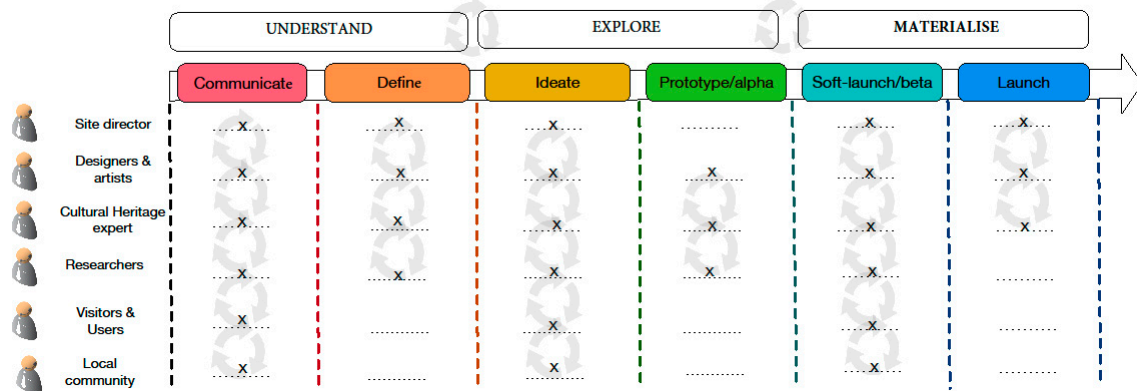 UNDERSTAND EXPLORE MATERIALISE
Communicate Define Ideate Prototype/alpha Soft-launch/beta Launch
Site director x x x x x
Designers &
artists x x x x x x
Cultural Heritage
expert x x x x x x
Researchers x x x x x
Visitors &
Users x x x
Local
community x x x